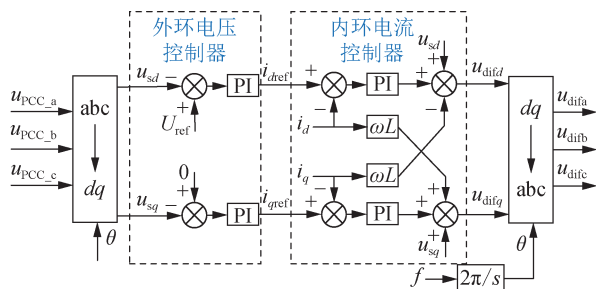 外环电压
控制器
内环电流
控制器
u_PCC_a
u_PCC_b
u_PCC_c
abc
dq
θ
u_sd
−
+
U_ref
PI
i_dref
+
−
PI
u_sd
+
+
−
u_difd
i_d
ωL
i_q
ωL
0
+
u_sq
−
PI
i_qref
+
−
PI
+
+
+
u_sq
u_difq
dq
abc
u_difa
u_difb
u_difc
θ
f
2π/s